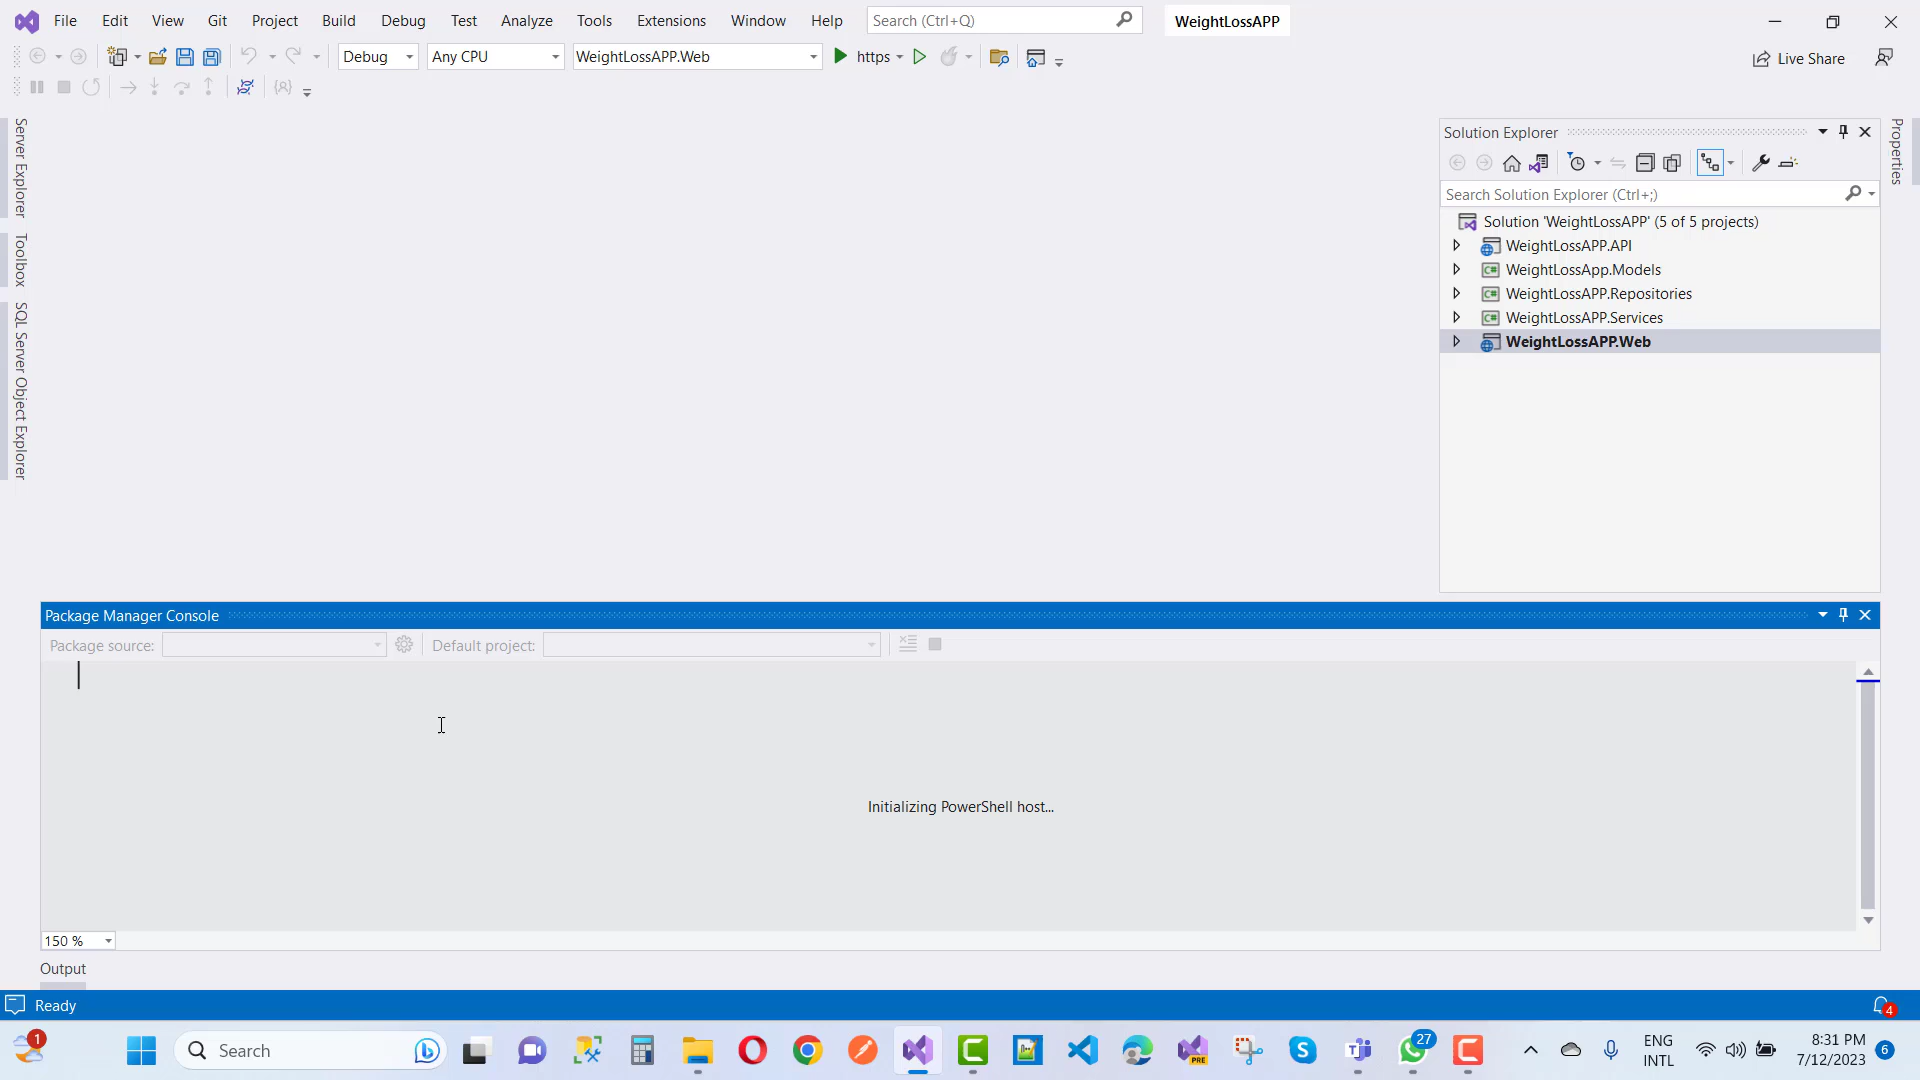 File Edit View Git Project Build Debug Test Analyze Tools Extensions Window Help Search (Ctrl+Q) WeightLossAPP
Debug Any CPU WeightLossAPP.Web https Live Share
Server Explorer
Toolbox
SQL Server Object Explorer
Solution Explorer
Search Solution Explorer (Ctrl+;)
Solution 'WeightLossAPP' (5 of 5 projects)
WeightLossAPP.API
WeightLossApp.Models
WeightLossAPP.Repositories
WeightLossAPP.Services
WeightLossAPP.Web
Properties
Package Manager Console
Package source: Default project:
Initializing PowerShell host...
150 %
Output
Ready 4
1 Search PRE 27 ENG 8:31 PM 6
INTL 7/12/2023